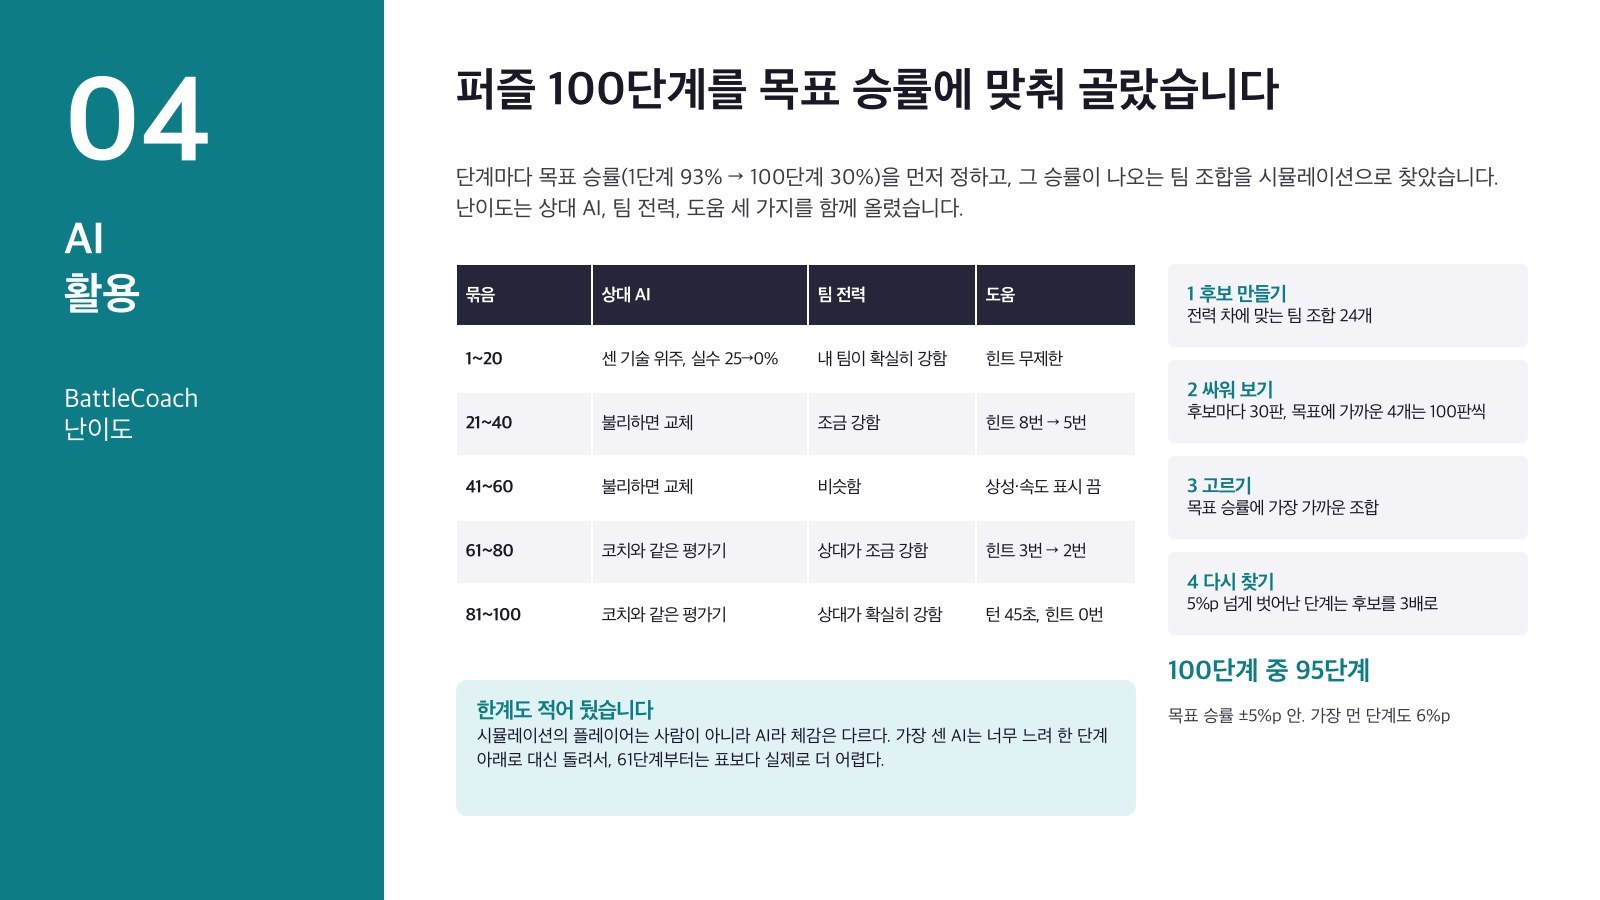 04
AI
활용
BattleCoach
난이도
퍼즐 100단계를 목표 승률에 맞춰 골랐습니다
단계마다 목표 승률(1단계 93% → 100단계 30%)을 먼저 정하고, 그 승률이 나오는 팀 조합을 시뮬레이션으로 찾았습니다.
난이도는 상대 AI, 팀 전력, 도움 세 가지를 함께 올렸습니다.
묶음 상대 AI 팀 전력 도움
1~20 센 기술 위주, 실수 25→0% 내 팀이 확실히 강함 힌트 무제한
21~40 불리하면 교체 조금 강함 힌트 8번 → 5번
41~60 불리하면 교체 비슷함 상성·속도 표시 끔
61~80 코치와 같은 평가기 상대가 조금 강함 힌트 3번 → 2번
81~100 코치와 같은 평가기 상대가 확실히 강함 턴 45초, 힌트 0번
한계도 적어 뒀습니다
시뮬레이션의 플레이어는 사람이 아니라 AI라 체감은 다르다. 가장 센 AI는 너무 느려 한 단계
아래로 대신 돌려서, 61단계부터는 표보다 실제로 더 어렵다.
1 후보 만들기
전력 차에 맞는 팀 조합 24개
2 싸워 보기
후보마다 30판, 목표에 가까운 4개는 100판씩
3 고르기
목표 승률에 가장 가까운 조합
4 다시 찾기
5%p 넘게 벗어난 단계는 후보를 3배로
100단계 중 95단계
목표 승률 ±5%p 안. 가장 먼 단계도 6%p